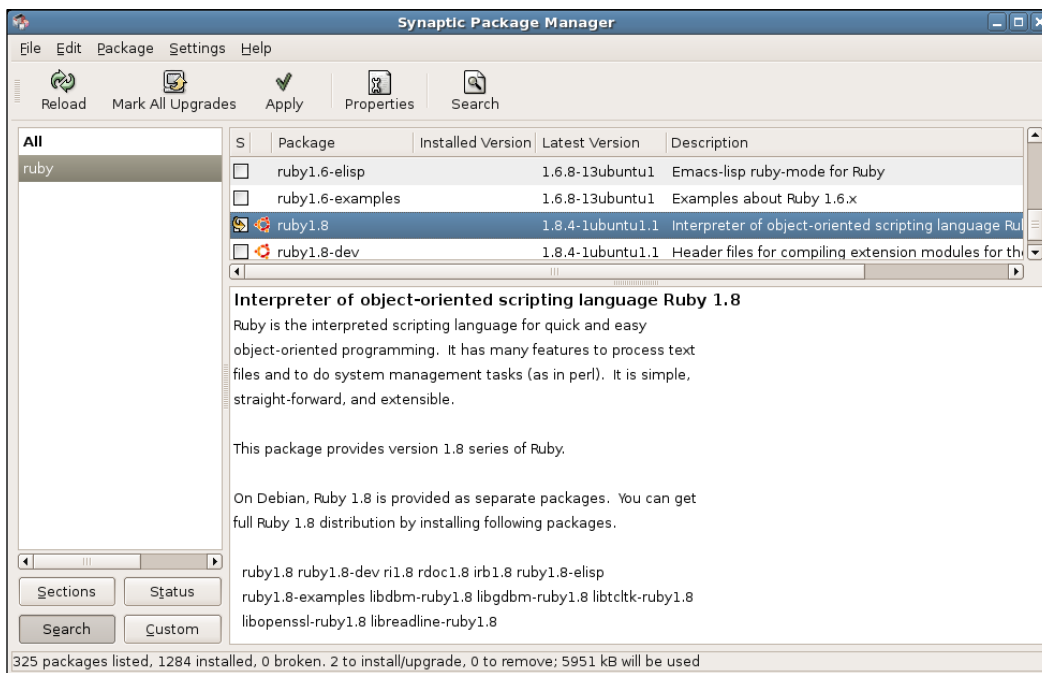 Synaptic Package Manager
File Edit Package Settings Help
Reload Mark All Upgrades Apply Properties Search
All
ruby
S Package Installed Version Latest Version Description
ruby1.6-elisp 1.6.8-13ubuntu1 Emacs-lisp ruby-mode for Ruby
ruby1.6-examples 1.6.8-13ubuntu1 Examples about Ruby 1.6.x
ruby1.8 1.8.4-1ubuntu1.1 Interpreter of object-oriented scripting language Ru
ruby1.8-dev 1.8.4-1ubuntu1.1 Header files for compiling extension modules for th
Interpreter of object-oriented scripting language Ruby 1.8
Ruby is the interpreted scripting language for quick and easy
object-oriented programming. It has many features to process text
files and to do system management tasks (as in perl). It is simple,
straight-forward, and extensible.
This package provides version 1.8 series of Ruby.
On Debian, Ruby 1.8 is provided as separate packages. You can get
full Ruby 1.8 distribution by installing following packages.
ruby1.8 ruby1.8-dev ri1.8 rdoc1.8 irb1.8 ruby1.8-elisp
ruby1.8-examples libdbm-ruby1.8 libgdbm-ruby1.8 libtcltk-ruby1.8
libopenssl-ruby1.8 libreadline-ruby1.8
Sections Status
Search Custom
325 packages listed, 1284 installed, 0 broken. 2 to install/upgrade, 0 to remove; 5951 kB will be used